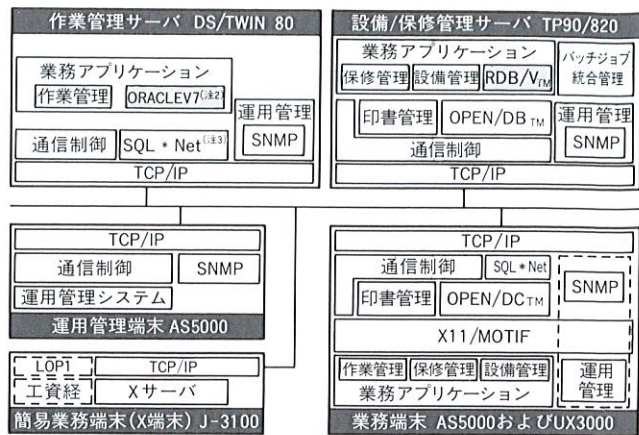 作業管理サーバ DS/TWIN 80
業務アプリケーション
作業管理 ORACLEV7(注2)
運用管理
通信制御 SQL*Net(注3) SNMP
TCP/IP
設備/保修管理サーバ TP90/820
業務アプリケーション
保修管理 設備管理 RDB/VTM
バッチジョブ
統合管理
印書管理 OPEN/DBTM 運用管理
通信制御 SNMP
TCP/IP
TCP/IP
通信制御 SNMP
運用管理システム
運用管理端末 AS5000
LOP1 TCP/IP
工資経 Xサーバ
簡易業務端末(X端末) J-3100
TCP/IP
通信制御 SQL*Net
SNMP
印書管理 OPEN/DCTM
X11/MOTIF
作業管理 保修管理 設備管理 運用
業務アプリケーション 管理
業務端末 AS5000およびUX3000